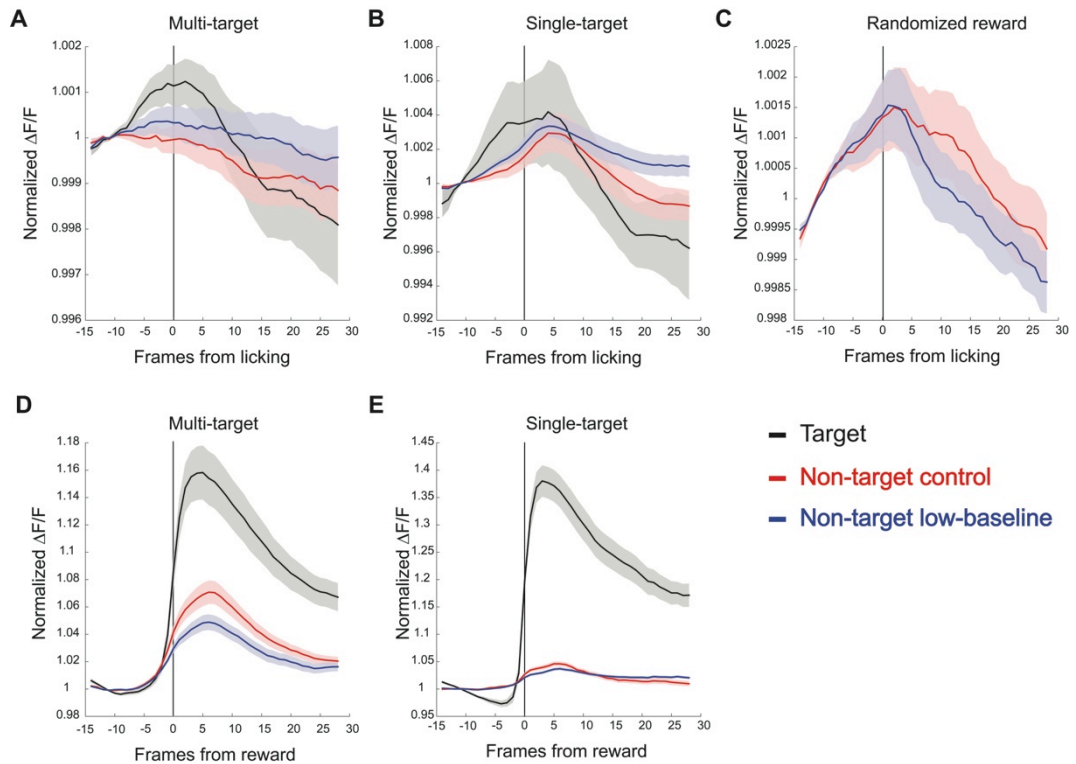 A
Multi-target
1.002
1.001
1
0.999
0.998
0.997
0.996
Normalized ΔF/F
-15 -10 -5 0 5 10 15 20 25 30
Frames from licking
B
Single-target
1.008
1.006
1.004
1.002
1
0.998
0.996
0.994
0.992
Normalized ΔF/F
-15 -10 -5 0 5 10 15 20 25 30
Frames from licking
C
Randomized reward
1.0025
1.002
1.0015
1.001
1.0005
1
0.9995
0.999
0.9985
0.998
Normalized ΔF/F
-15 -10 -5 0 5 10 15 20 25 30
Frames from licking
D
Multi-target
1.18
1.16
1.14
1.12
1.1
1.08
1.06
1.04
1.02
1
0.98
Normalized ΔF/F
-15 -10 -5 0 5 10 15 20 25 30
Frames from reward
E
Single-target
1.45
1.4
1.35
1.3
1.25
1.2
1.15
1.1
1.05
1
0.95
Normalized ΔF/F
-15 -10 -5 0 5 10 15 20 25 30
Frames from reward
Target
Non-target control
Non-target low-baseline